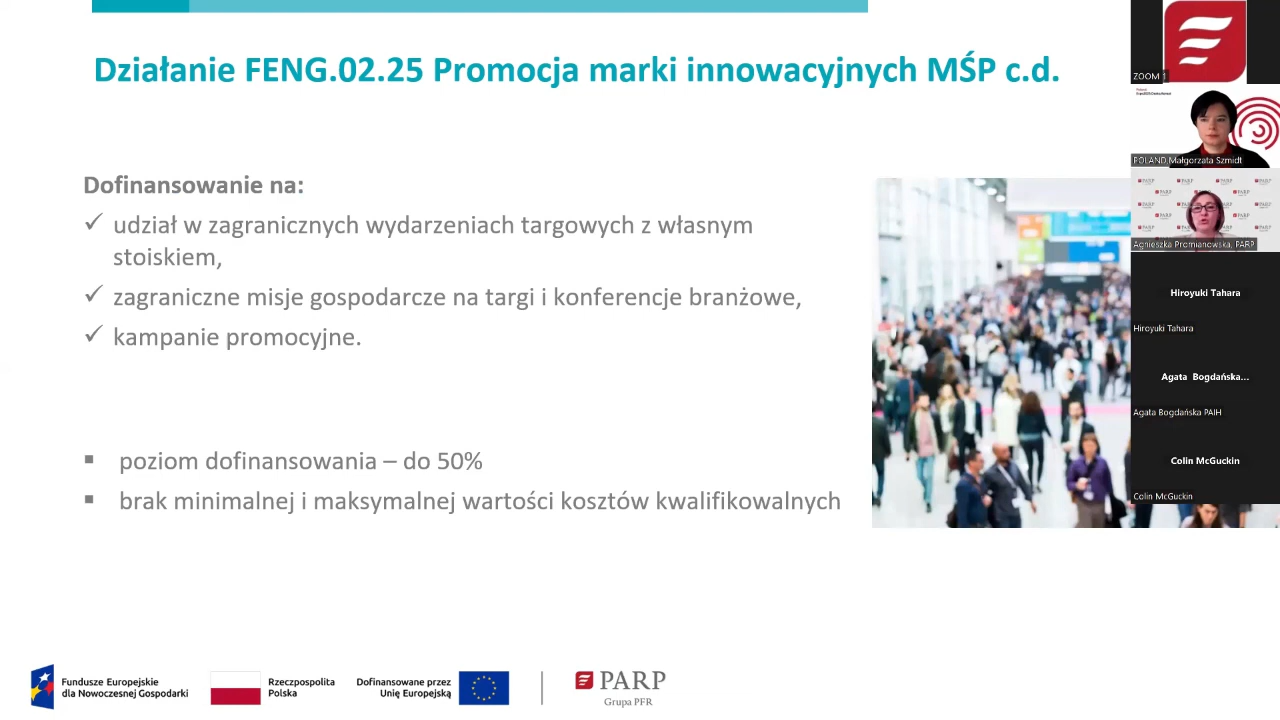 Działanie FENG.02.25 Promocja marki innowacyjnych MŚP c.d.
Dofinansowanie na:
✓ udział w zagranicznych wydarzeniach targowych z własnym
stoiskiem,
✓ zagraniczne misje gospodarcze na targi i konferencje branżowe,
✓ kampanie promocyjne.
▪ poziom dofinansowania – do 50%
▪ brak minimalnej i maksymalnej wartości kosztów kwalifikowalnych
ZOOM 1
POLAND Małgorzata Szmidt
PARP
Agnieszka Promianowska, PARP
Hiroyuki Tahara
Hiroyuki Tahara
Agata Bogdańska...
Agata Bogdańska PAIH
Colin McGuckin
Colin McGuckin
Fundusze Europejskie
dla Nowoczesnej Gospodarki
Rzeczpospolita
Polska
Dofinansowane przez
Unię Europejską
PARP
Grupa PFR